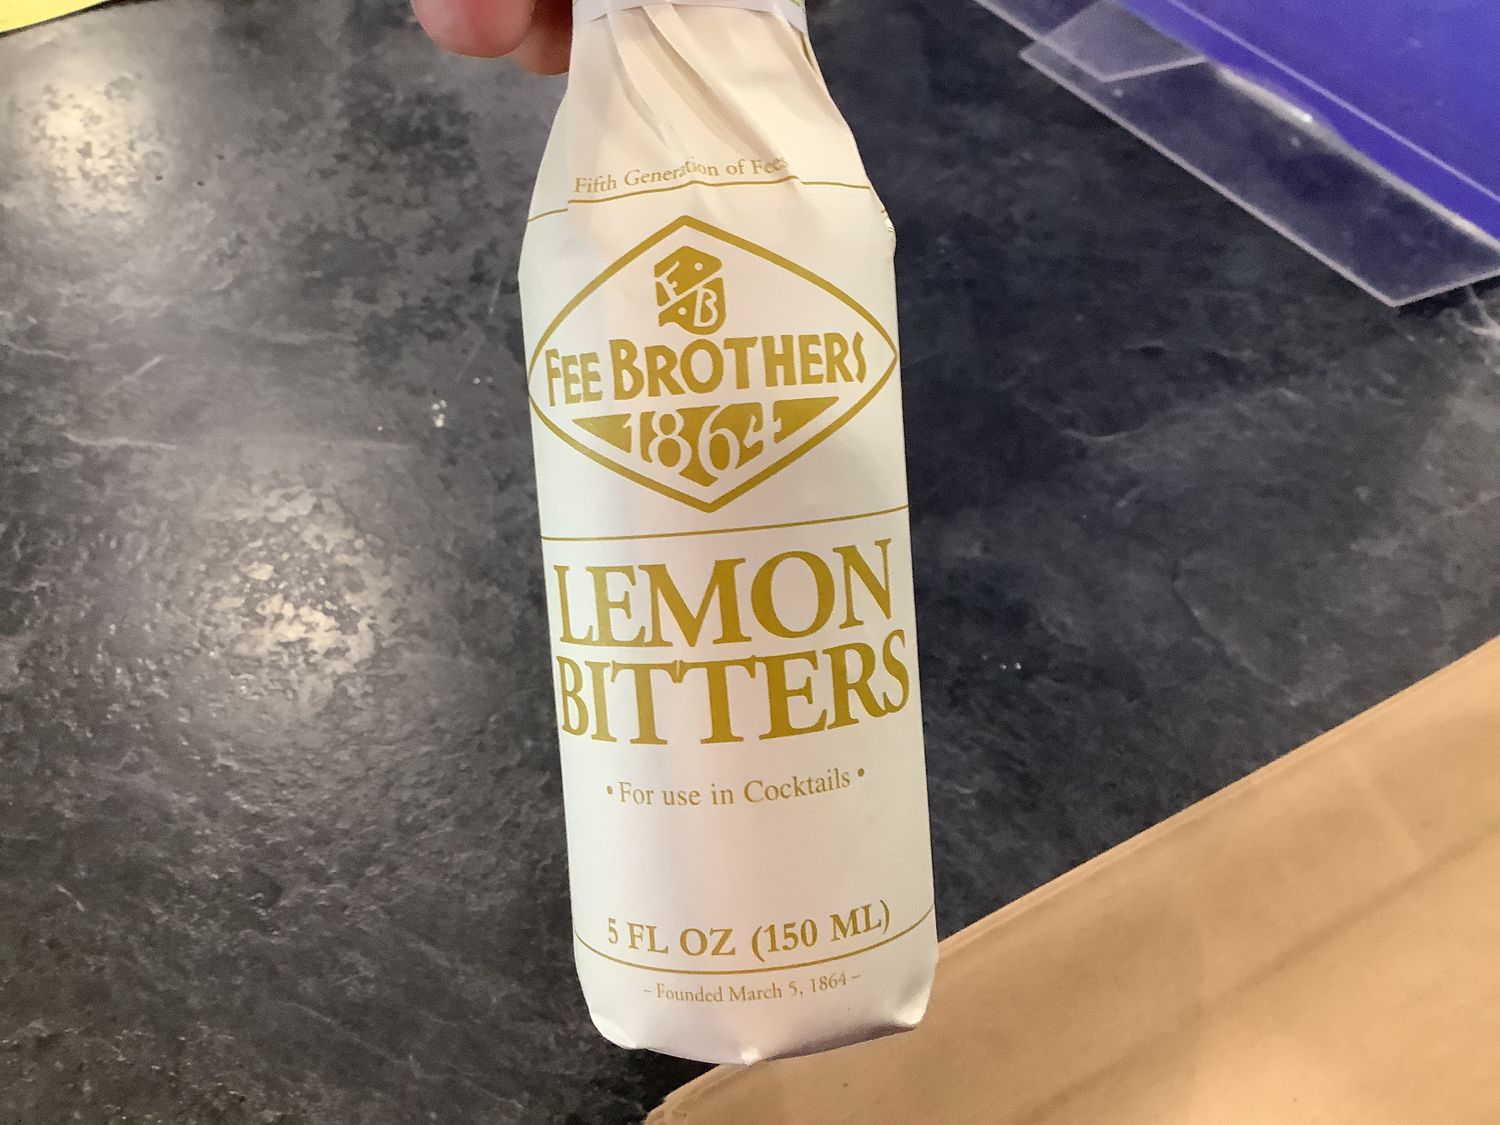 Fifth Generation of Fees
F
B
FEE BROTHERS
1864
LEMON
BITTERS
• For use in Cocktails •
5 FL OZ (150 ML)
– Founded March 5, 1864 –